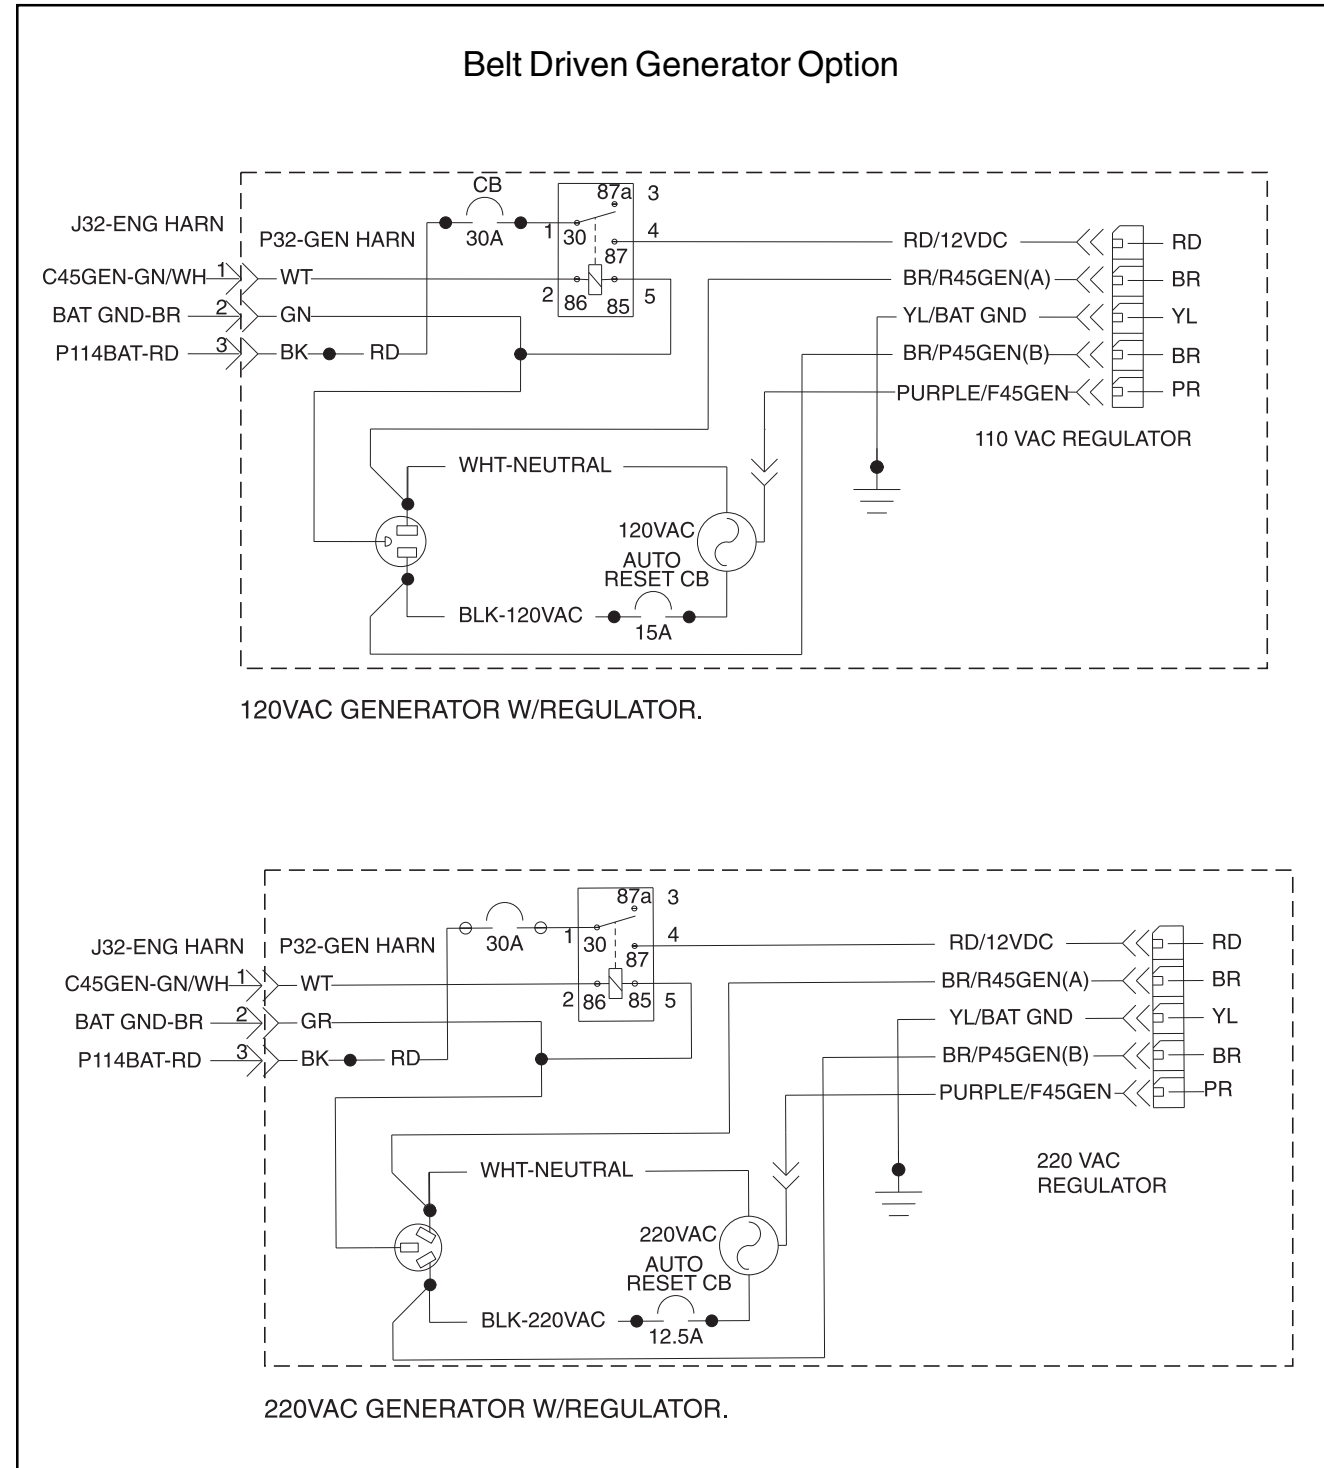 Belt Driven Generator Option
CB
87a 3
J32-ENG HARN
P32-GEN HARN
30A
1 30
4
87
RD/12VDC
RD
C45GEN-GN/WH 1
WT
2 86 85 5
BR/R45GEN(A)
BR
BAT GND-BR 2
GN
YL/BAT GND
YL
P114BAT-RD 3
BK RD
BR/P45GEN(B)
BR
PURPLE/F45GEN
PR
110 VAC REGULATOR
WHT-NEUTRAL
120VAC
AUTO
RESET CB
BLK-120VAC
15A
120VAC GENERATOR W/REGULATOR.
87a 3
J32-ENG HARN
P32-GEN HARN
30A
1 30
4
87
RD/12VDC
RD
C45GEN-GN/WH 1
WT
2 86 85 5
BR/R45GEN(A)
BR
BAT GND-BR 2
GR
YL/BAT GND
YL
P114BAT-RD 3
BK RD
BR/P45GEN(B)
BR
PURPLE/F45GEN
PR
220 VAC
REGULATOR
WHT-NEUTRAL
220VAC
AUTO
RESET CB
BLK-220VAC
12.5A
220VAC GENERATOR W/REGULATOR.